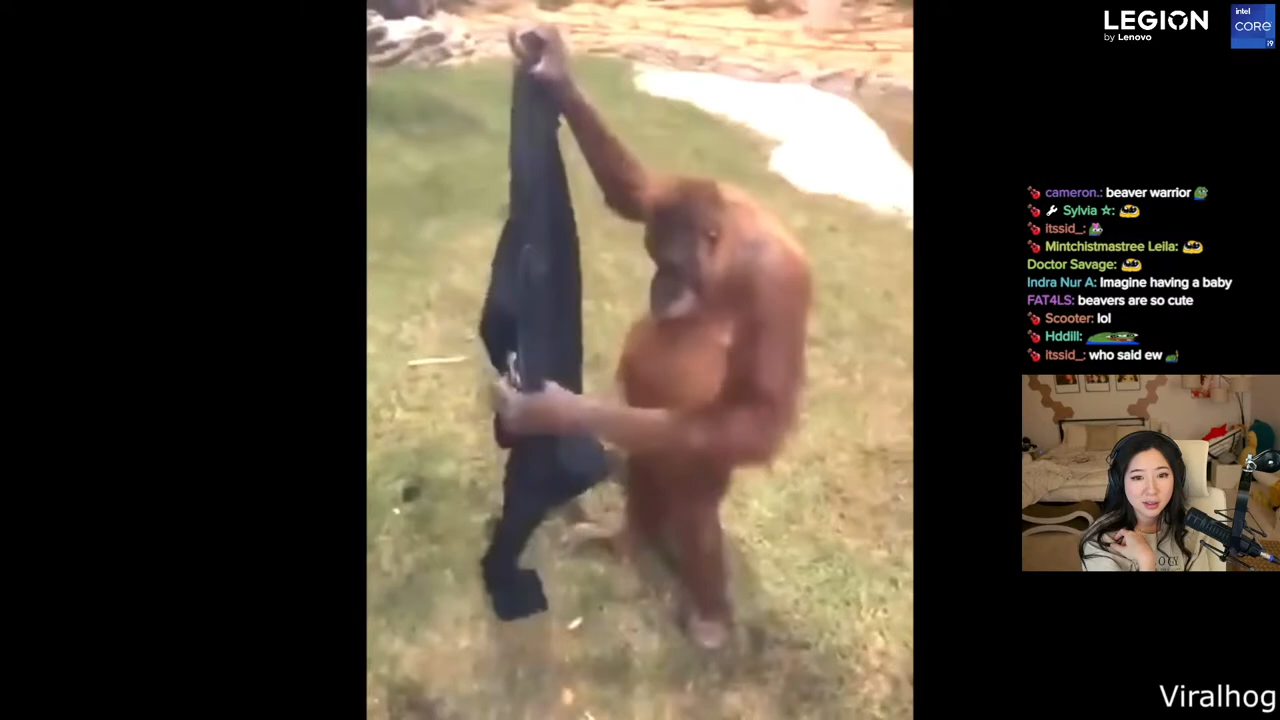 LEGION
by Lenovo
intel
CORE
i9
cameron.: beaver warrior
Sylvia ☆:
itssid_:
Mintchistmastree Leila:
Doctor Savage:
Indra Nur A: Imagine having a baby
FAT4LS: beavers are so cute
Scooter: lol
Hddill:
itssid_: who said ew
Viralhog